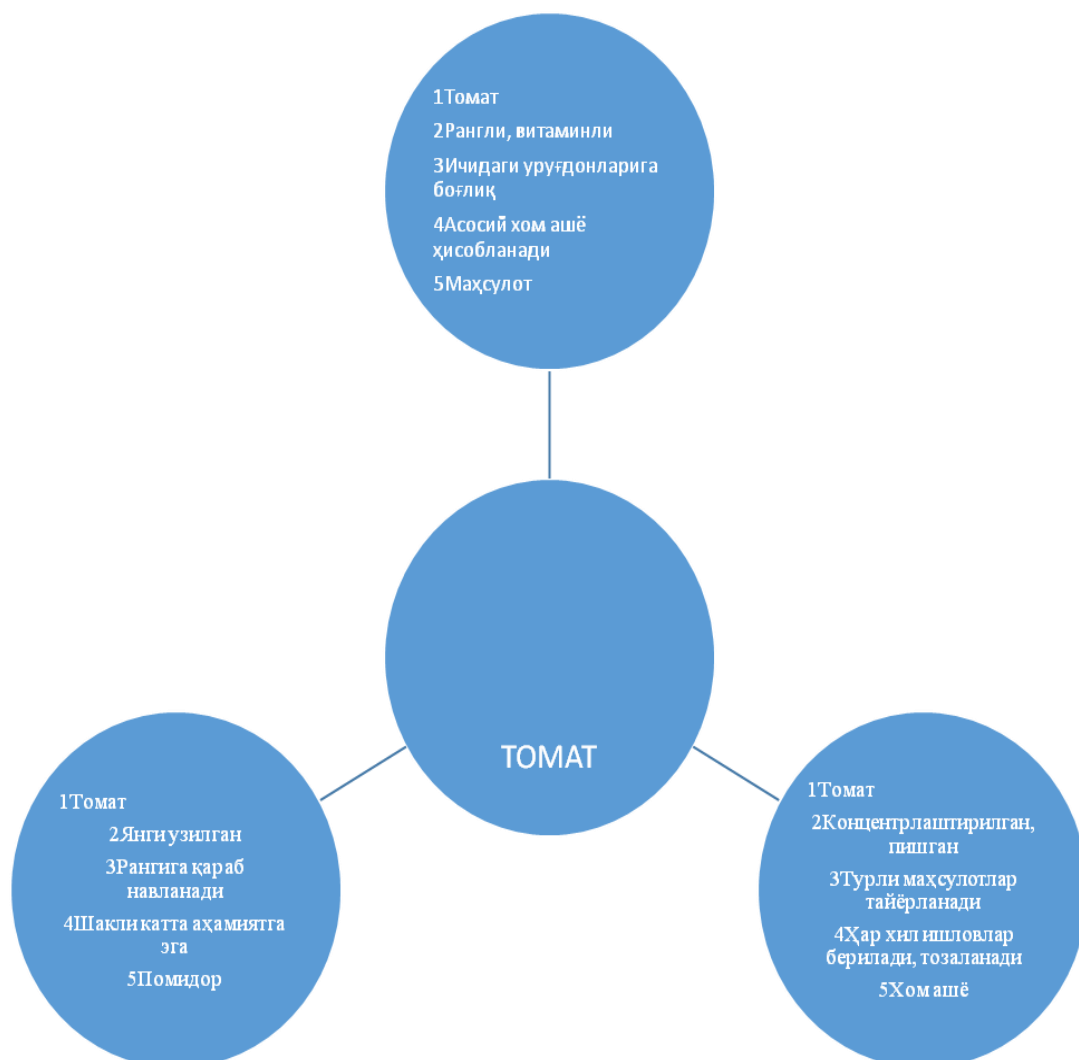 1Томат
2Рангли, витаминли
3Ичидаги уруғдонларига
боғлиқ
4Асосий хом ашё
ҳисобланади
5Маҳсулот
ТОМАТ
1Томат
2Янги узилган
3Рангига қараб
навланади
4Шакли катта аҳамиятга
эга
5Помидор
1Томат
2Концентрлаштирилган,
пишган
3Турли маҳсулотлар
тайёрланади
4Ҳар хил ишловлар
берилади, тозаланади
5Хом ашё